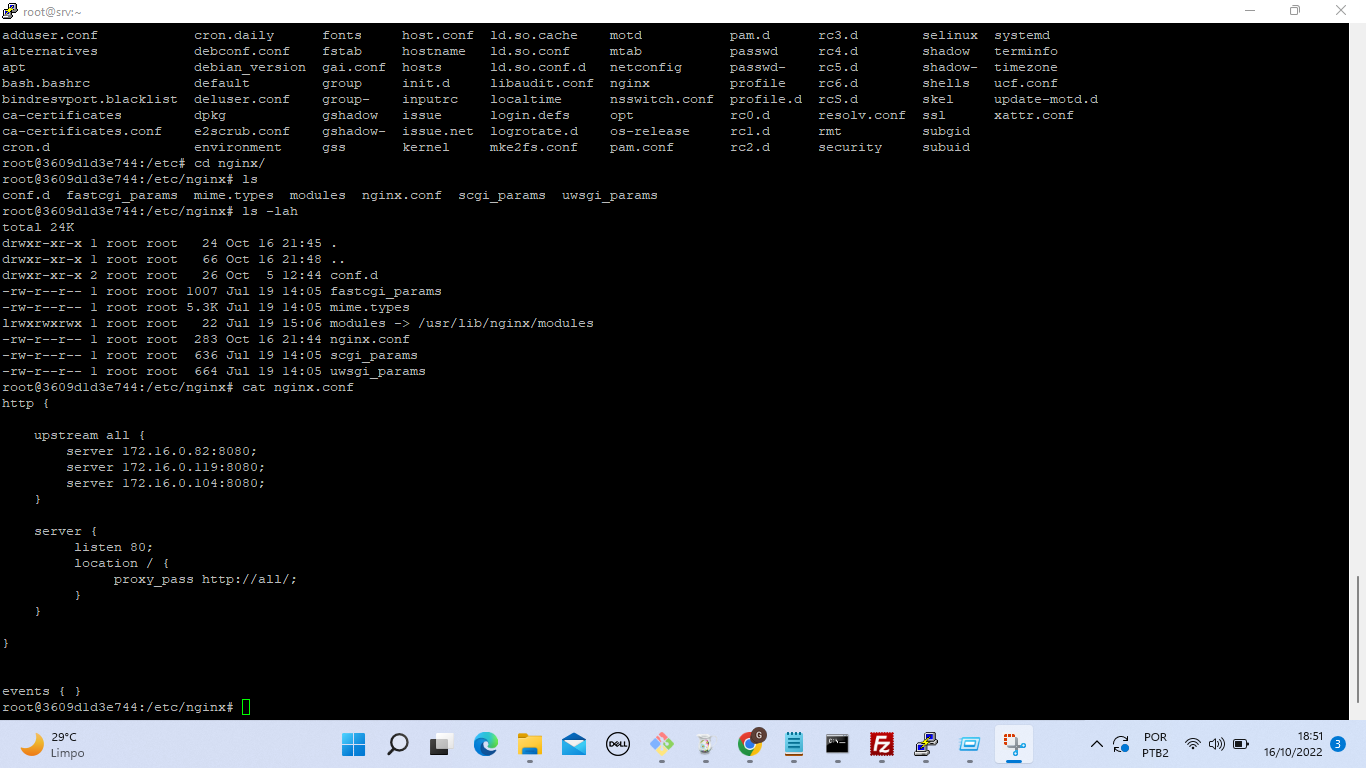 root@srv:~
adduser.conf cron.daily fonts host.conf ld.so.cache motd pam.d rc3.d selinux systemd
alternatives debconf.conf fstab hostname ld.so.conf mtab passwd rc4.d shadow terminfo
apt debian_version gai.conf hosts ld.so.conf.d netconfig passwd- rc5.d shadow- timezone
bash.bashrc default group init.d libaudit.conf nginx profile rc6.d shells ucf.conf
bindresvport.blacklist deluser.conf group- inputrc localtime nsswitch.conf profile.d rcS.d skel update-motd.d
ca-certificates dpkg gshadow issue login.defs opt rc0.d resolv.conf ssl xattr.conf
ca-certificates.conf e2scrub.conf gshadow- issue.net logrotate.d os-release rc1.d rmt subgid
cron.d environment gss kernel mke2fs.conf pam.conf rc2.d security subuid
root@3609d1d3e744:/etc# cd nginx/
root@3609d1d3e744:/etc/nginx# ls
conf.d fastcgi_params mime.types modules nginx.conf scgi_params uwsgi_params
root@3609d1d3e744:/etc/nginx# ls -lah
total 24K
drwxr-xr-x 1 root root 24 Oct 16 21:45 .
drwxr-xr-x 1 root root 66 Oct 16 21:48 ..
drwxr-xr-x 2 root root 26 Oct 5 12:44 conf.d
-rw-r--r-- 1 root root 1007 Jul 19 14:05 fastcgi_params
-rw-r--r-- 1 root root 5.3K Jul 19 14:05 mime.types
lrwxrwxrwx 1 root root 22 Jul 19 15:06 modules -> /usr/lib/nginx/modules
-rw-r--r-- 1 root root 283 Oct 16 21:44 nginx.conf
-rw-r--r-- 1 root root 636 Jul 19 14:05 scgi_params
-rw-r--r-- 1 root root 664 Jul 19 14:05 uwsgi_params
root@3609d1d3e744:/etc/nginx# cat nginx.conf
http {
upstream all {
server 172.16.0.82:8080;
server 172.16.0.119:8080;
server 172.16.0.104:8080;
}
server {
listen 80;
location / {
proxy_pass http://all/;
}
}
}
events { }
root@3609d1d3e744:/etc/nginx#
29°C
Limpo
DELL
G
POR
PTB2
18:51
16/10/2022
3